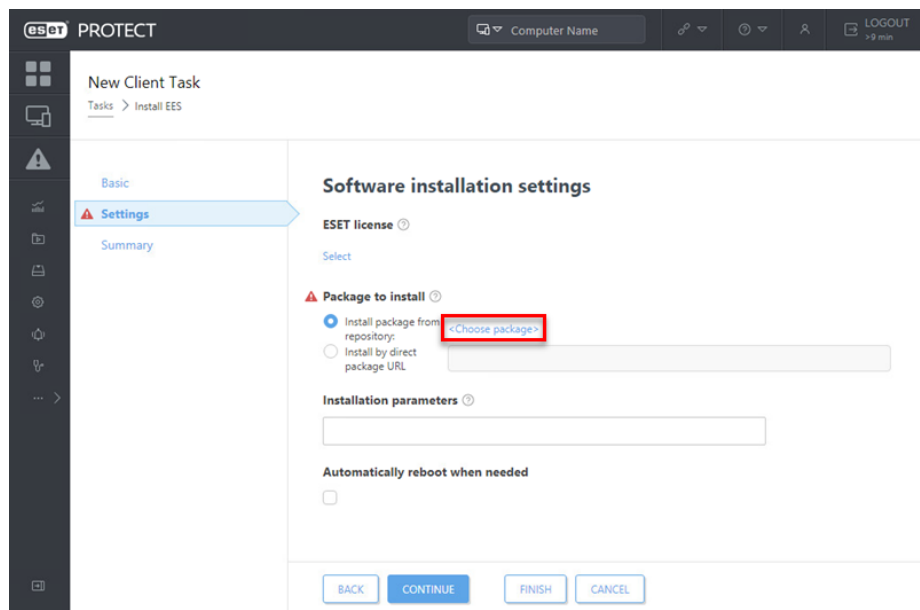 eset PROTECT
Computer Name
LOGOUT
>9 min
New Client Task
Tasks > Install EES
Basic
Settings
Summary
Software installation settings
ESET license
Select
Package to install
Install package from
repository:
<Choose package>
Install by direct
package URL
Installation parameters
Automatically reboot when needed
BACK
CONTINUE
FINISH
CANCEL